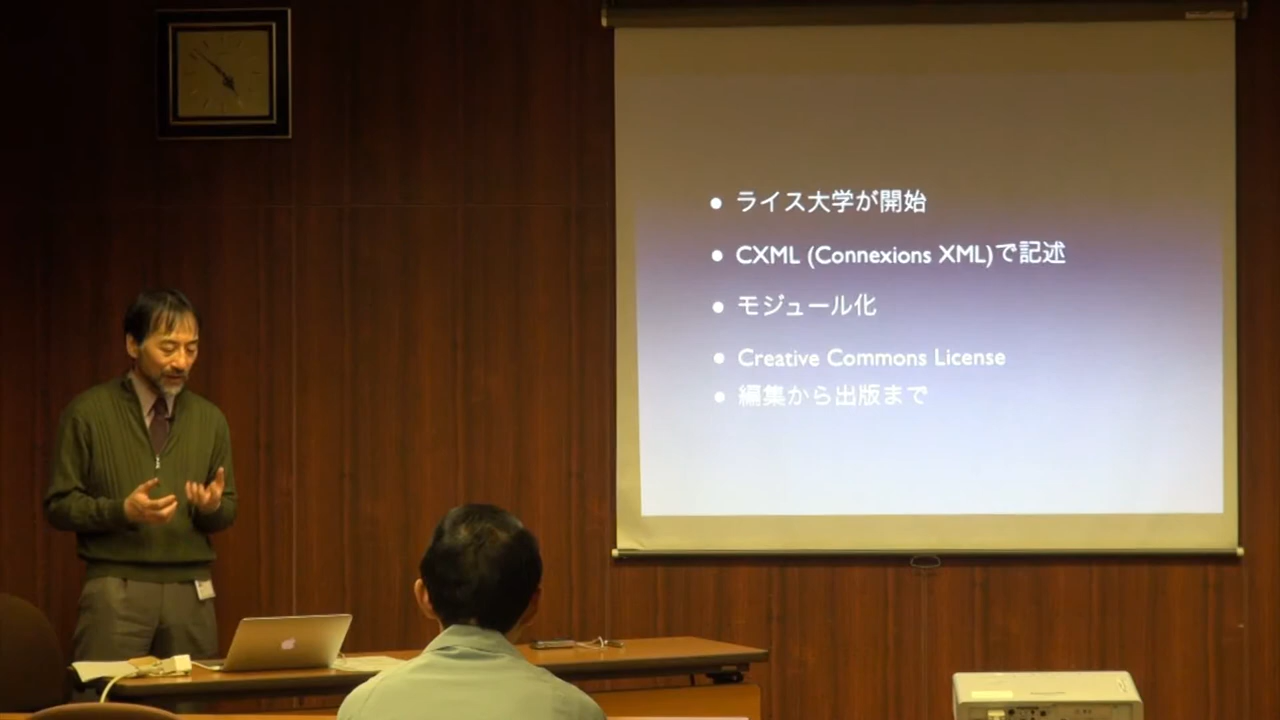 • ライス大学が開始
• CXML (Connexions XML)で記述
• モジュール化
• Creative Commons License
• 編集から出版まで